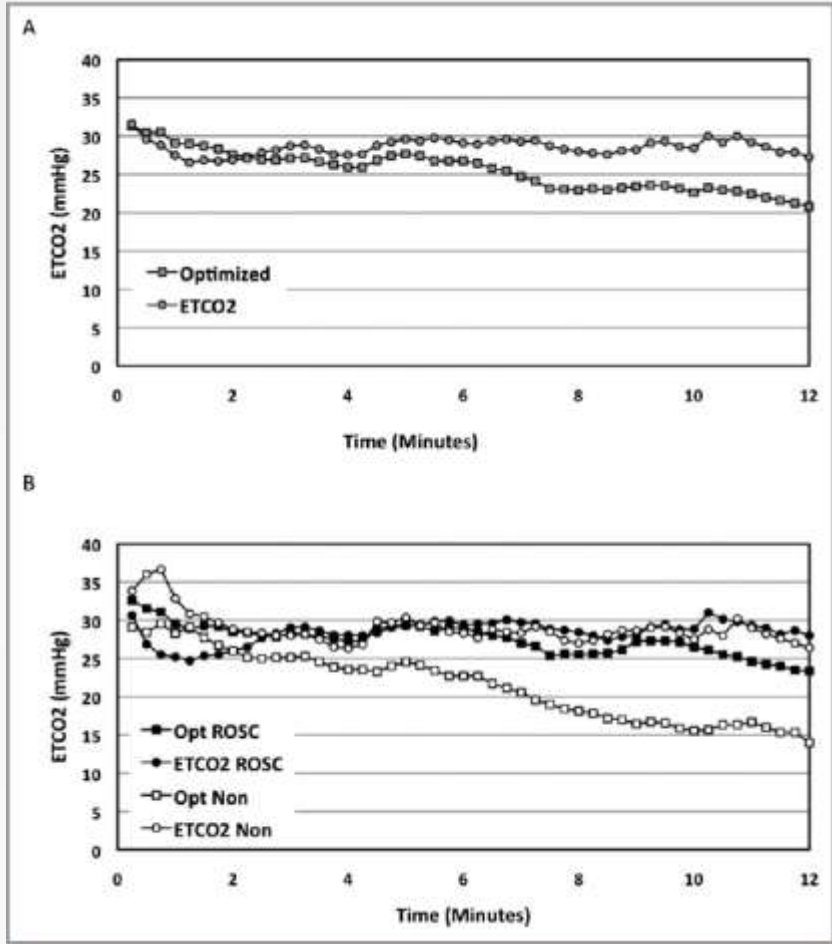 A
40
35
30
25
20
15
10
5
0
ETCO2 (mmHg)
Optimized
ETCO2
0 2 4 6 8 10 12
Time (Minutes)
B
40
35
30
25
20
15
10
5
0
ETCO2 (mmHg)
Opt ROSC
ETCO2 ROSC
Opt Non
ETCO2 Non
0 2 4 6 8 10 12
Time (Minutes)